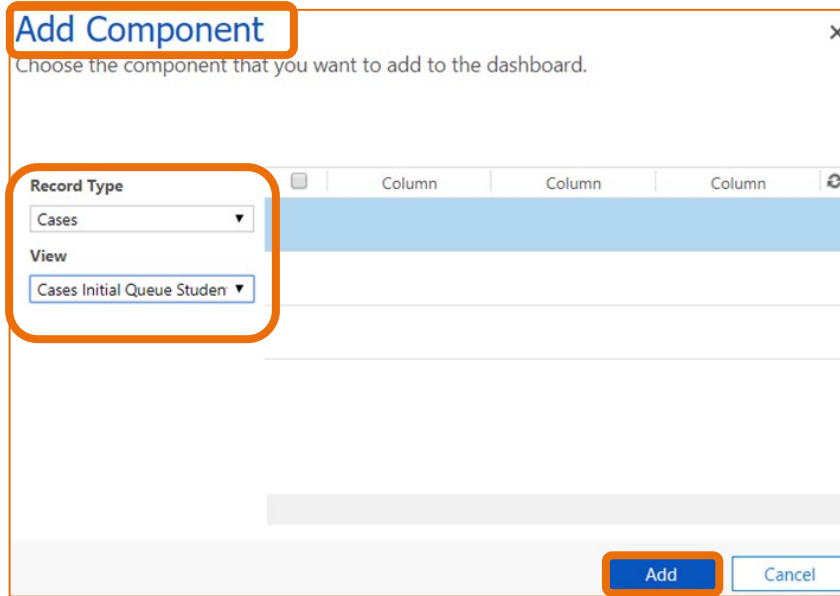 Add Component
Choose the component that you want to add to the dashboard.
Record Type
Column Column Column
Cases
View
Cases Initial Queue Studen
Add Cancel